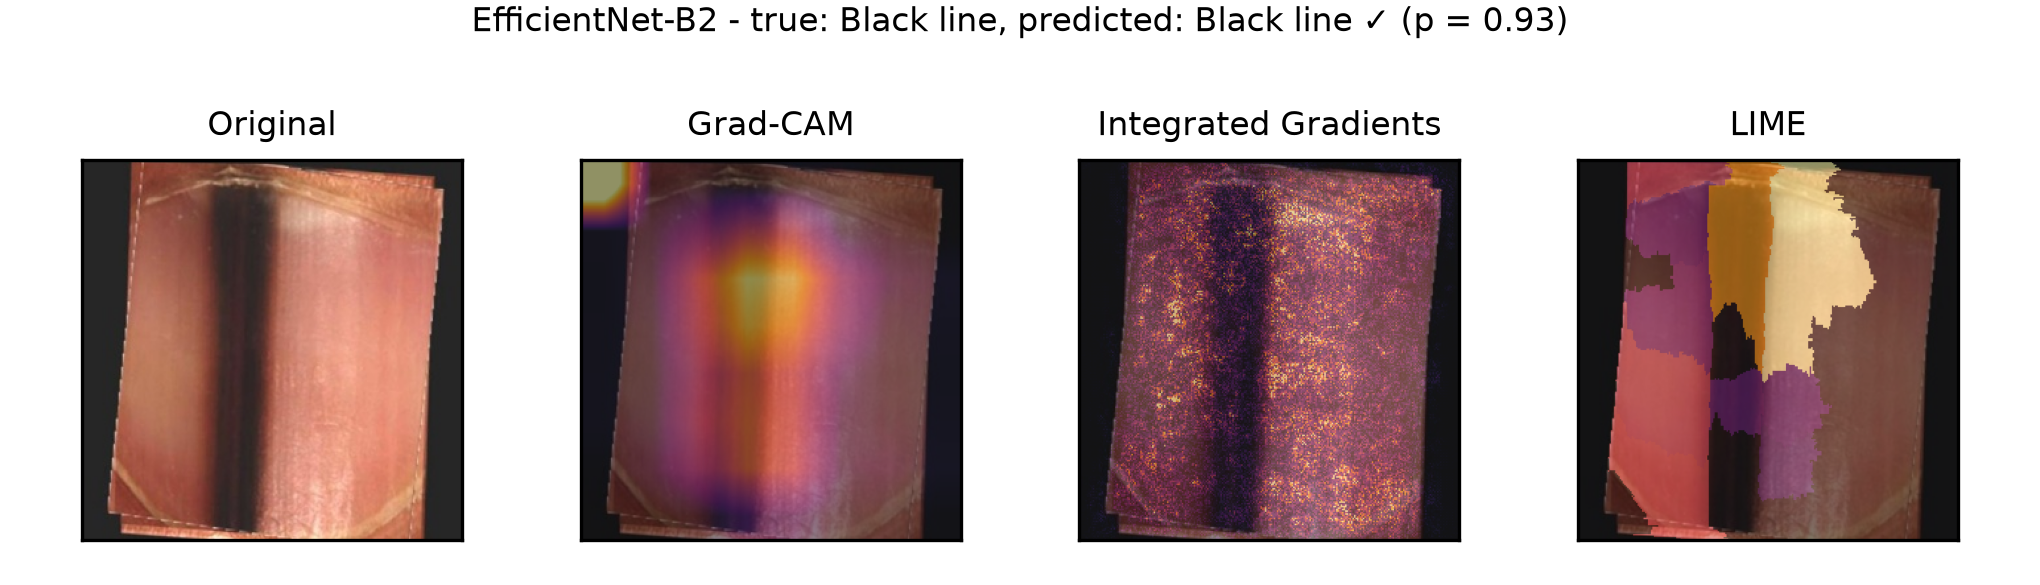 EfficientNet-B2 - true: Black line, predicted: Black line ✓ (p = 0.93)
Original
Grad-CAM
Integrated Gradients
LIME